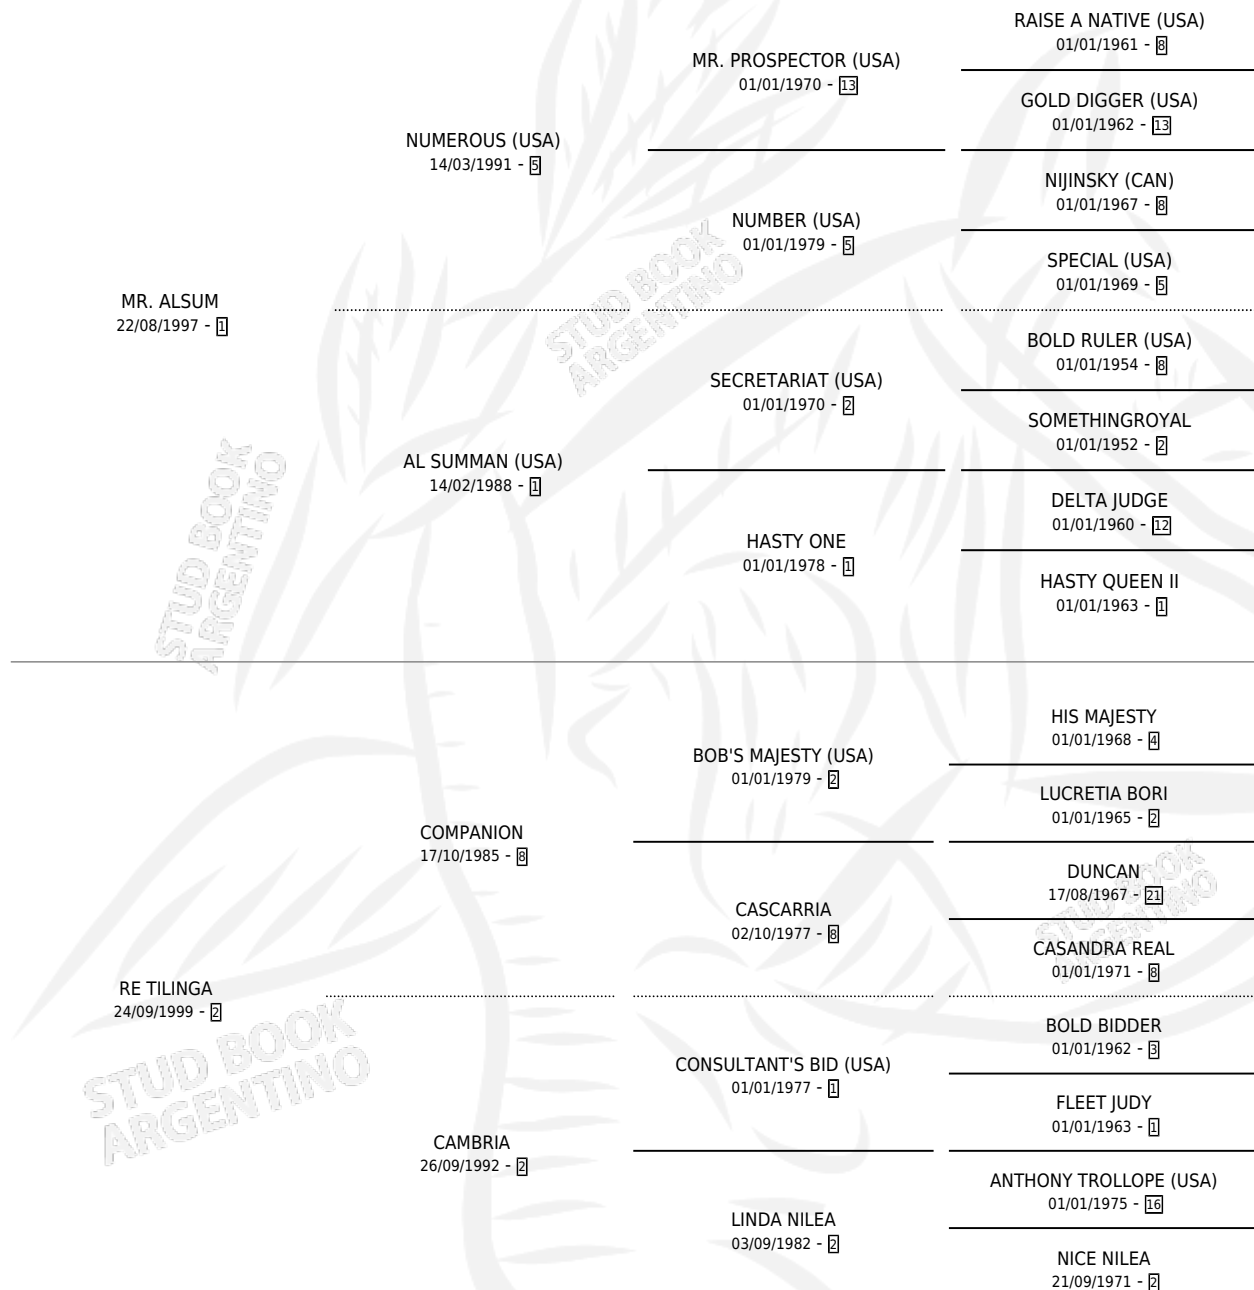 RAISE A NATIVE (USA)
01/01/1961 - 8
MR. PROSPECTOR (USA)
01/01/1970 - 13
GOLD DIGGER (USA)
01/01/1962 - 13
NUMEROUS (USA)
14/03/1991 - 5
NIJINSKY (CAN)
01/01/1967 - 8
NUMBER (USA)
01/01/1979 - 5
SPECIAL (USA)
01/01/1969 - 5
MR. ALSUM
22/08/1997 - 1
STUD BOOK
ARGENTINO
BOLD RULER (USA)
01/01/1954 - 8
SECRETARIAT (USA)
01/01/1970 - 2
SOMETHINGROYAL
01/01/1952 - 2
AL SUMMAN (USA)
14/02/1988 - 1
DELTA JUDGE
01/01/1960 - 12
HASTY ONE
01/01/1978 - 1
HASTY QUEEN II
01/01/1963 - 1
STUD BOOK
ARGENTINO
HIS MAJESTY
01/01/1968 - 4
BOB'S MAJESTY (USA)
01/01/1979 - 2
LUCRETIA BORI
01/01/1965 - 2
COMPANION
17/10/1985 - 8
DUNCAN
17/08/1967 - 21
STUD BOOK
ARGENTINO
CASCARRIA
02/10/1977 - 8
CASANDRA REAL
01/01/1971 - 8
RE TILINGA
24/09/1999 - 2
STUD BOOK
ARGENTINO
BOLD BIDDER
01/01/1962 - 3
CONSULTANT'S BID (USA)
01/01/1977 - 1
FLEET JUDY
01/01/1963 - 1
CAMBRIA
26/09/1992 - 2
ANTHONY TROLLOPE (USA)
01/01/1975 - 16
LINDA NILEA
03/09/1982 - 2
NICE NILEA
21/09/1971 - 2